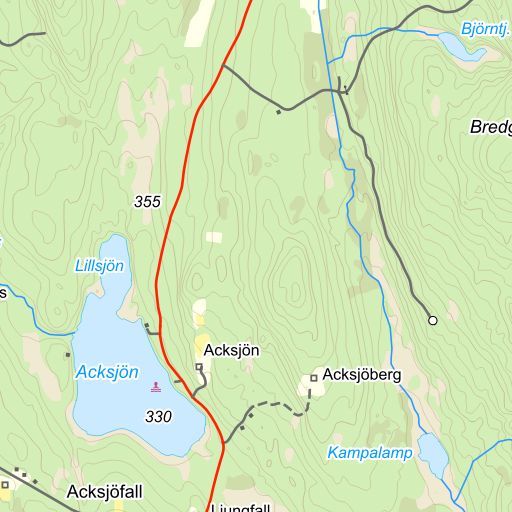 Björntj.
Bredg
355
Lillsjön
s
Acksjön
Acksjön
Acksjöberg
330
Kampalamp
Acksjöfall
Ljungfall